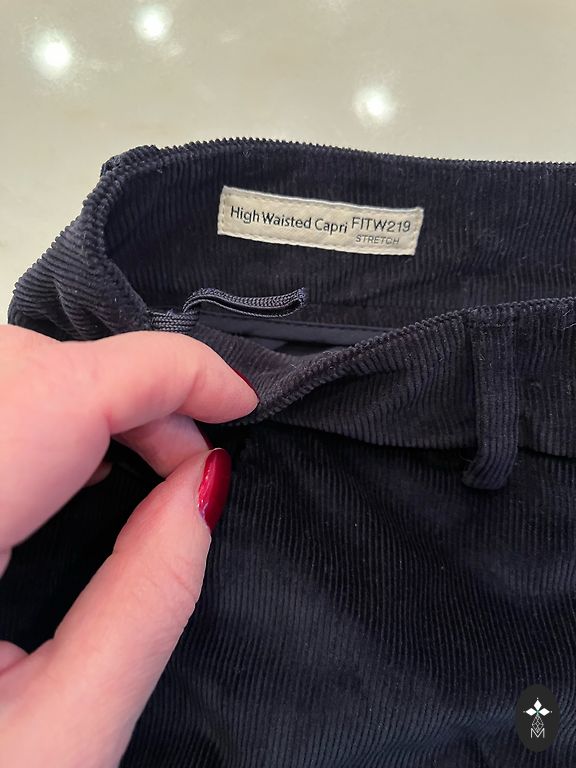 High Waisted Capri FITW219
STRETCH
M